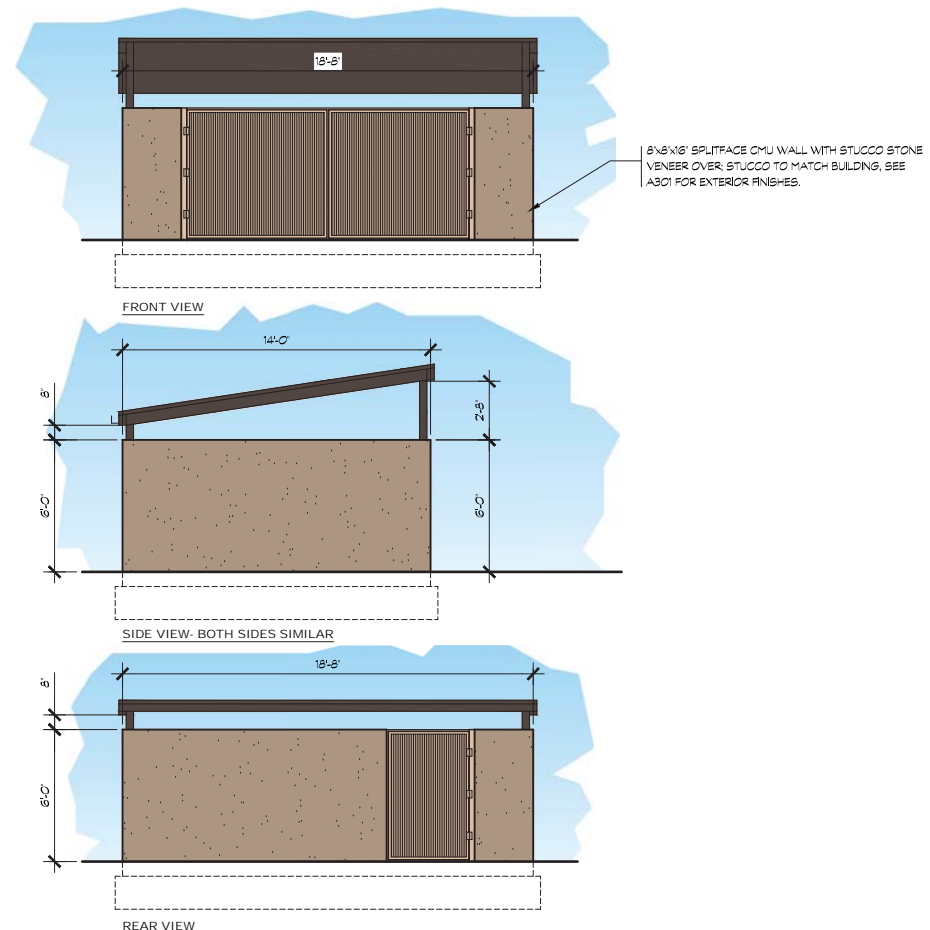 18'-8"
8"x8"x16" SPLITFACE CMU WALL WITH STUCCO STONE
VENEER OVER; STUCCO TO MATCH BUILDING, SEE
A301 FOR EXTERIOR FINISHES.
FRONT VIEW
14'-0"
8"
2'-8"
6'-0"
6'-0"
SIDE VIEW- BOTH SIDES SIMILAR
18'-8"
8"
6'-0"
REAR VIEW